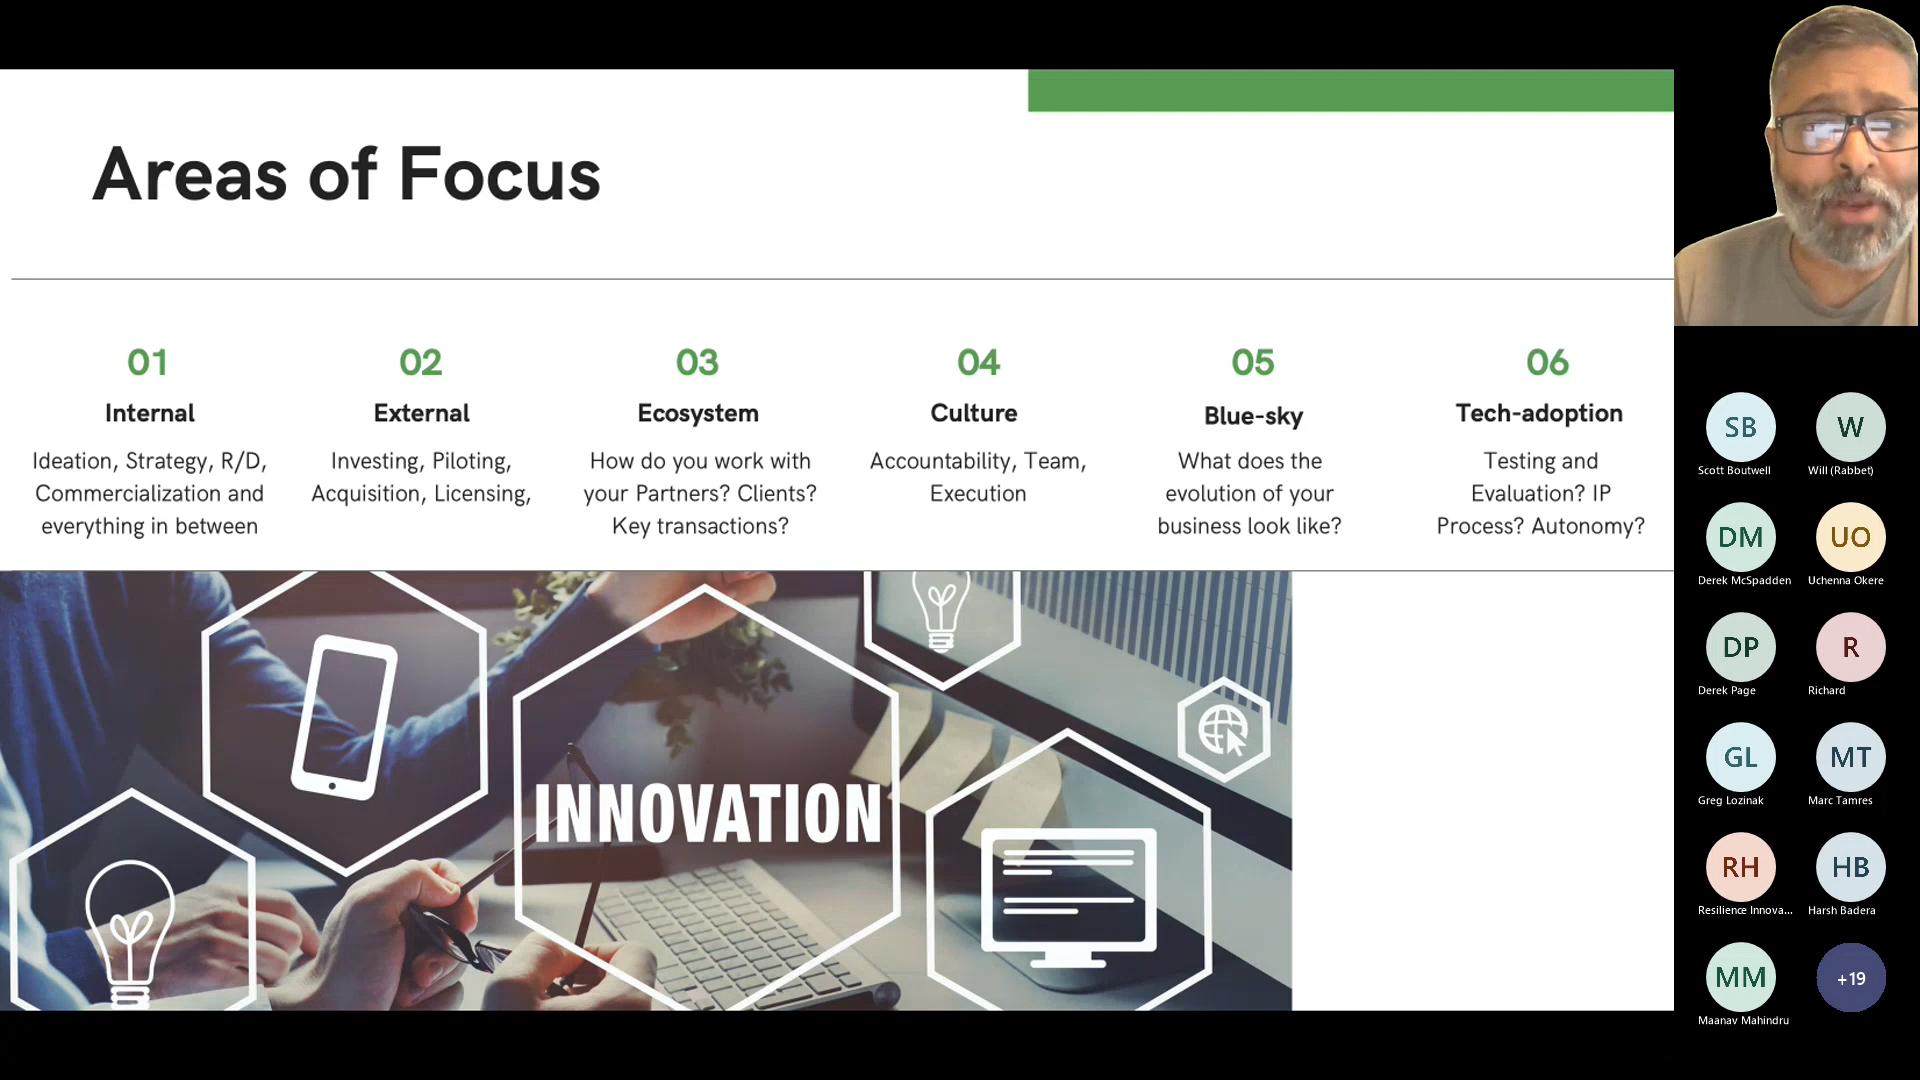 Areas of Focus
01
Internal
Ideation, Strategy, R/D,
Commercialization and
everything in between
02
External
Investing, Piloting,
Acquisition, Licensing,
03
Ecosystem
How do you work with
your Partners? Clients?
Key transactions?
04
Culture
Accountability, Team,
Execution
05
Blue-sky
What does the
evolution of your
business look like?
06
Tech-adoption
Testing and
Evaluation? IP
Process? Autonomy?
INNOVATION
SB
Scott Boutwell
W
Will (Rabbet)
DM
Derek McSpadden
UO
Uchenna Okere
DP
Derek Page
R
Richard
GL
Greg Lozinak
MT
Marc Tamres
RH
Resilience Innova...
HB
Harsh Badera
MM
Maanav Mahindru
+19